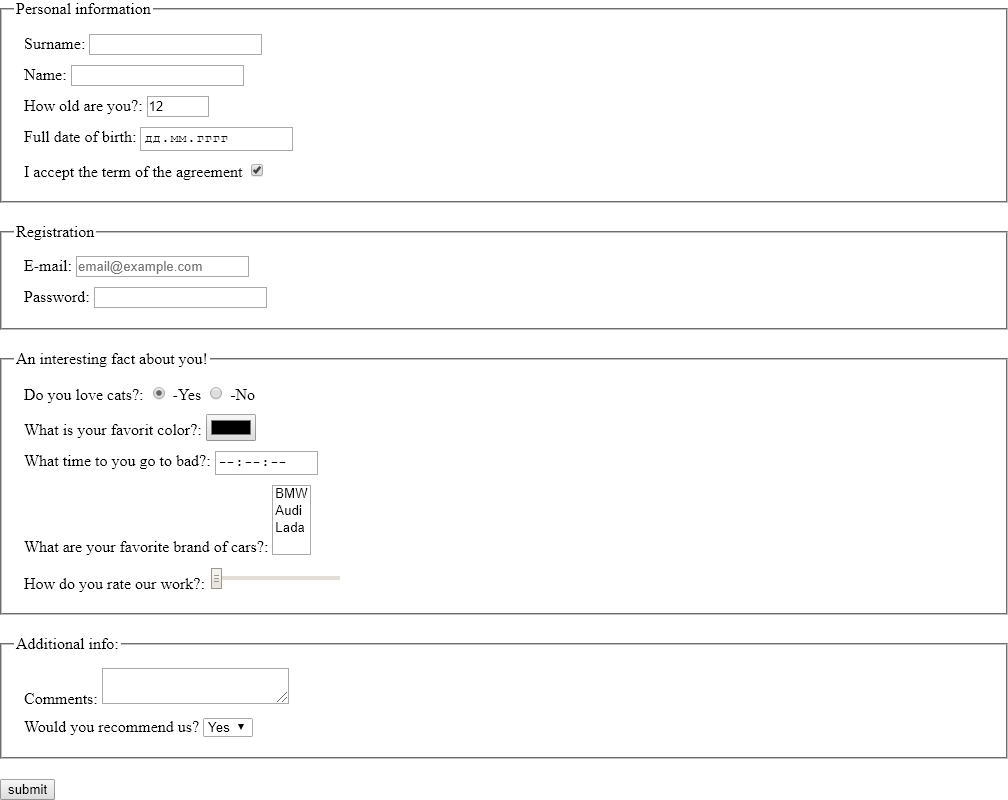 Personal information
Surname:
Name:
How old are you?: 12
Full date of birth: дд.мм.гггг
I accept the term of the agreement
Registration
E-mail: email@example.com
Password:
An interesting fact about you!
Do you love cats?: -Yes -No
What is your favorit color?:
What time to you go to bad?: --:--:--
BMW
Audi
Lada
What are your favorite brand of cars?:
How do you rate our work?:
Additional info:
Comments:
Would you recommend us? Yes
submit